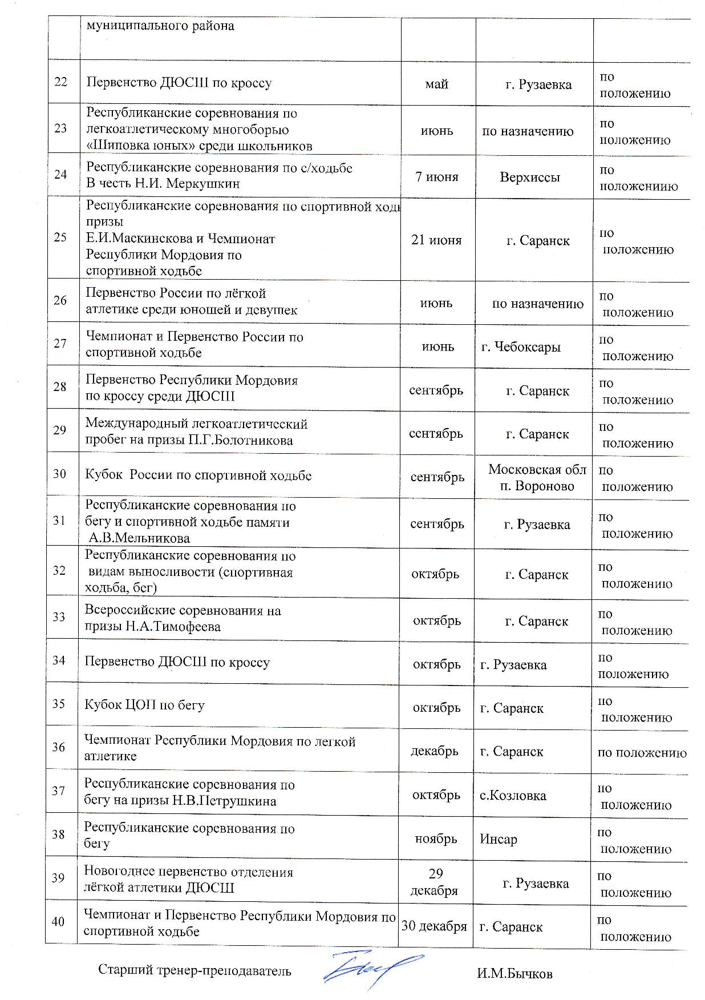 муниципального района
22
Первенство ДЮСШ по кроссу
май
г. Рузаевка
по
положению
23
Республиканские соревнования по
легкоатлетическому многоборью
«Шиповка юных» среди школьников
июнь
по назначению
по
положению
24
Республиканские соревнования по с/ходьбе
В честь Н.И. Меркушкин
7 июня
Верхиссы
по
положениию
25
Республиканские соревнования по спортивной ходь
призы
Е.И.Маскинскова и Чемпионат
Республики Мордовия по
спортивной ходьбе
21 июня
г. Саранск
по
положению
26
Первенство России по лёгкой
атлетике среди юношей и девушек
июнь
по назначению
по
положению
27
Чемпионат и Первенство России по
спортивной ходьбе
июнь
г. Чебоксары
по
положению
28
Первенство Республики Мордовия
по кроссу среди ДЮСШ
сентябрь
г. Саранск
по
положению
29
Международный легкоатлетический
пробег на призы П.Г.Болотникова
сентябрь
г. Саранск
по
положению
30
Кубок России по спортивной ходьбе
сентябрь
Московская обл
п. Вороново
по
положению
31
Республиканские соревнования по
бегу и спортивной ходьбе памяти
А.В.Мельникова
сентябрь
г. Рузаевка
по
положению
32
Республиканские соревнования по
видам выносливости (спортивная
ходьба, бег)
октябрь
г. Саранск
по
положению
33
Всероссийские соревнования на
призы Н.А.Тимофеева
октябрь
г. Саранск
по
положению
34
Первенство ДЮСШ по кроссу
октябрь
г. Рузаевка
по
положению
35
Кубок ЦОП по бегу
октябрь
г. Саранск
по
положению
36
Чемпионат Республики Мордовия по легкой
атлетике
декабрь
г. Саранск
по положению
37
Республиканские соревнования по
бегу на призы Н.В.Петрушкина
октябрь
с.Козловка
по
положению
38
Республиканские соревнования по
бегу
ноябрь
Инсар
по
положению
39
Новогоднее первенство отделения
лёгкой атлетики ДЮСШ
29
декабря
г. Рузаевка
по
положению
40
Чемпионат и Первенство Республики Мордовия по
спортивной ходьбе
30 декабря
г. Саранск
по
положению
Старший тренер-преподаватель
И.М.Бычков